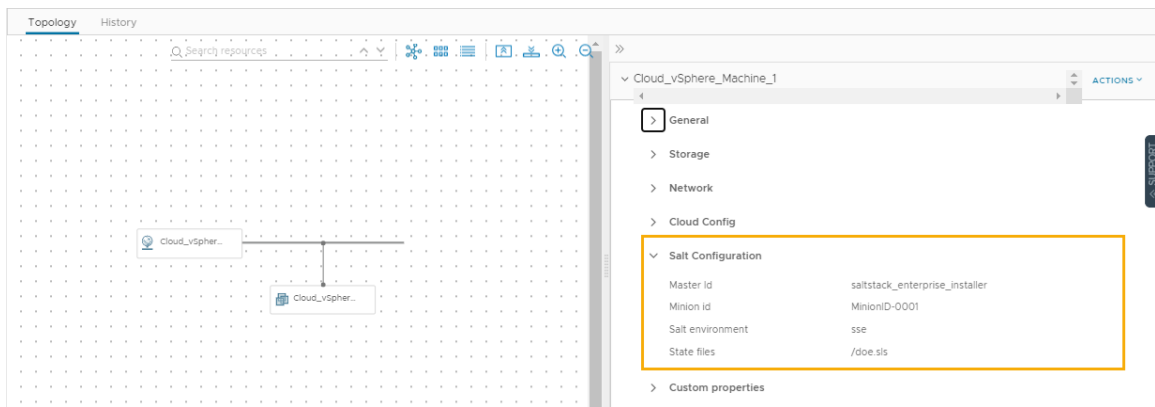 Topology History
Search resources
Cloud_vSpher...
Cloud_vSpher...
Cloud_vSphere_Machine_1 ACTIONS
General
Storage
Network
Cloud Config
Salt Configuration
Master Id saltstack_enterprise_installer
Minion id MinionID-0001
Salt environment sse
State files /doe.sls
Custom properties
SUPPORT